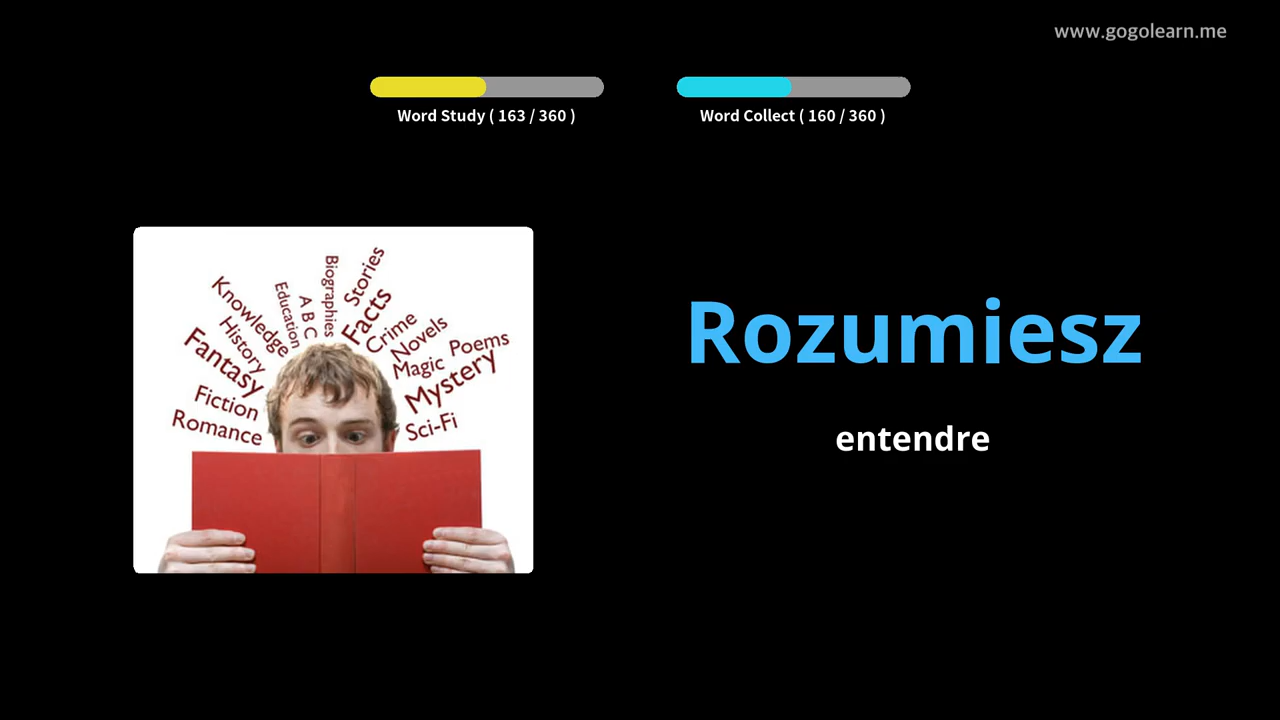 www.gogolearn.me
Word Study ( 163 / 360 )
Word Collect ( 160 / 360 )
Knowledge
History
Fantasy
Fiction
Romance
Education
A B C
Biographies
Stories
Facts
Crime
Novels
Magic
Poems
Mystery
Sci-Fi
Rozumiesz
entendre